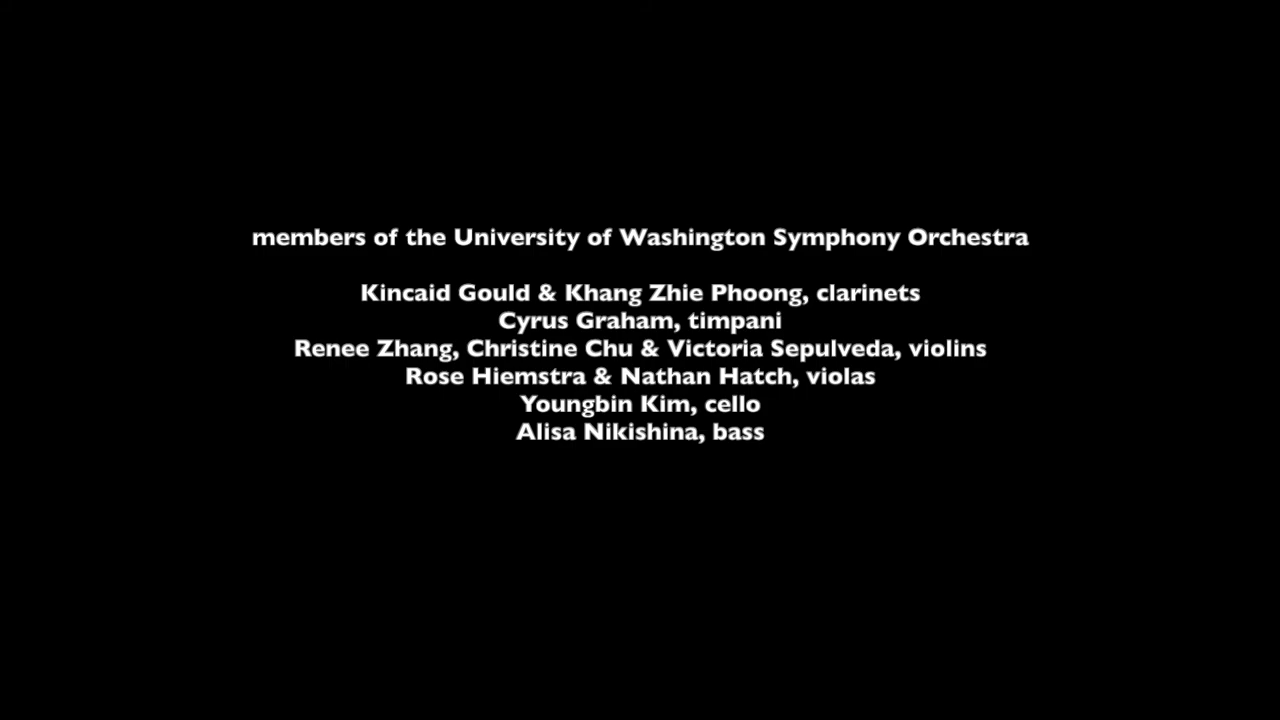 members of the University of Washington Symphony Orchestra
Kincaid Gould & Khang Zhie Phoong, clarinets
Cyrus Graham, timpani
Renee Zhang, Christine Chu & Victoria Sepulveda, violins
Rose Hiemstra & Nathan Hatch, violas
Youngbin Kim, cello
Alisa Nikishina, bass